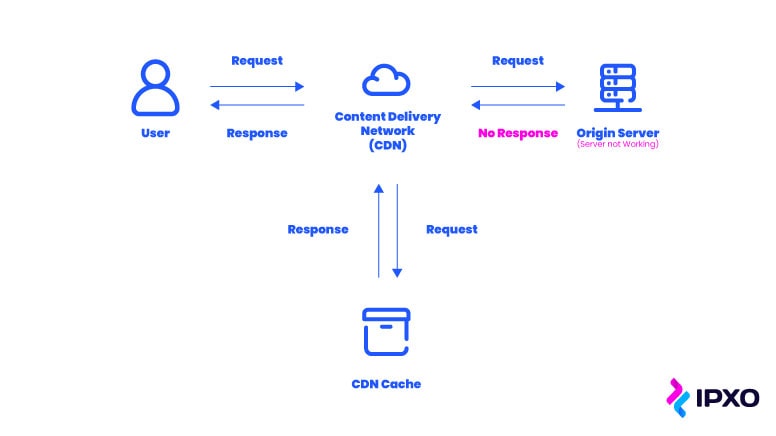 Request
Request
User
Response
Content Delivery
Network
(CDN)
No Response
Origin Server
(Server not Working)
Response
Request
CDN Cache
IPXO